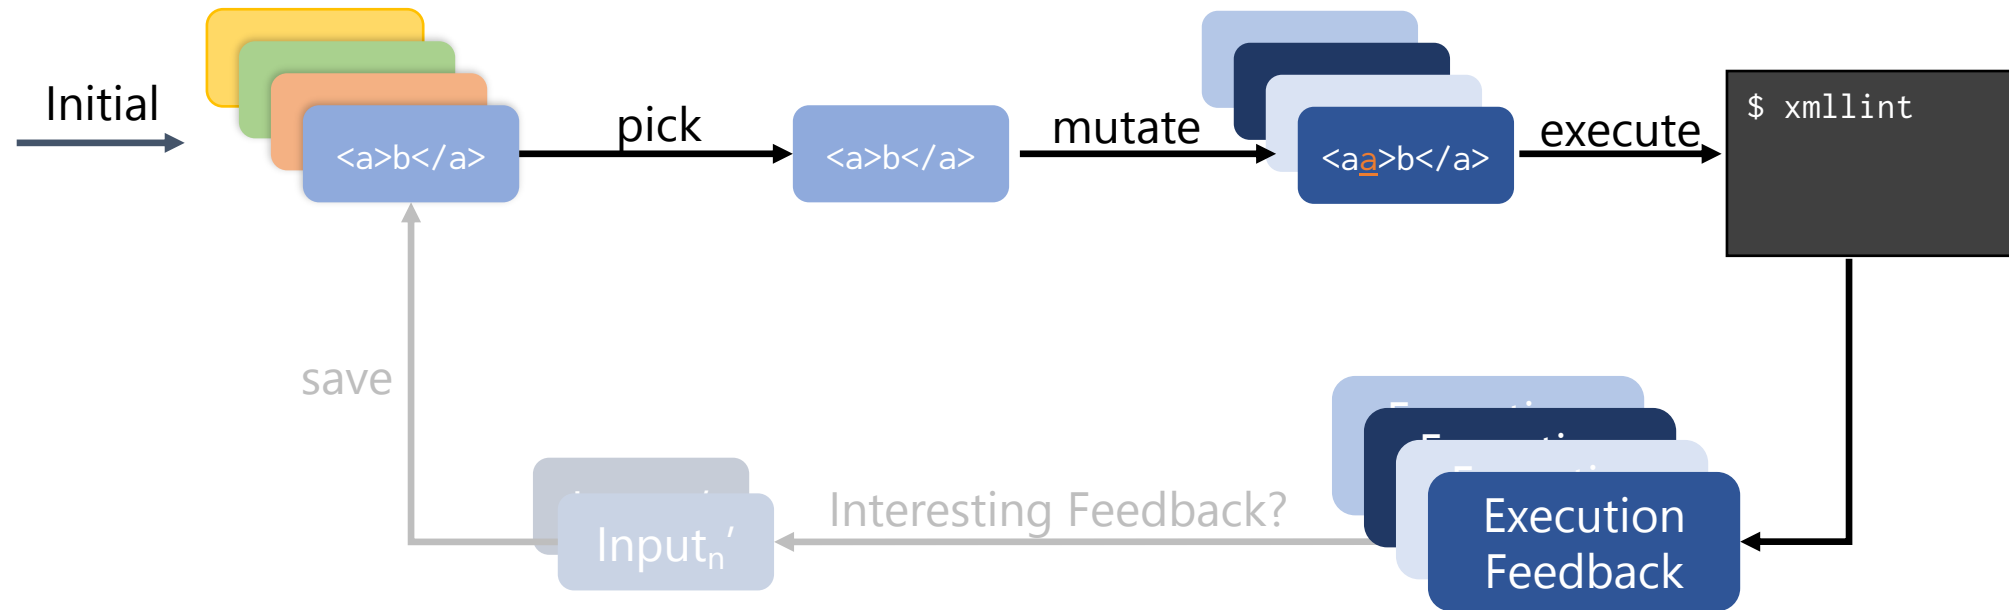 Initial
<a>b</a>
pick
<a>b</a>
mutate
<aa>b</a>
execute
$ xmllint
save
Interesting Feedback?
Inputₙ′
Execution
Feedback